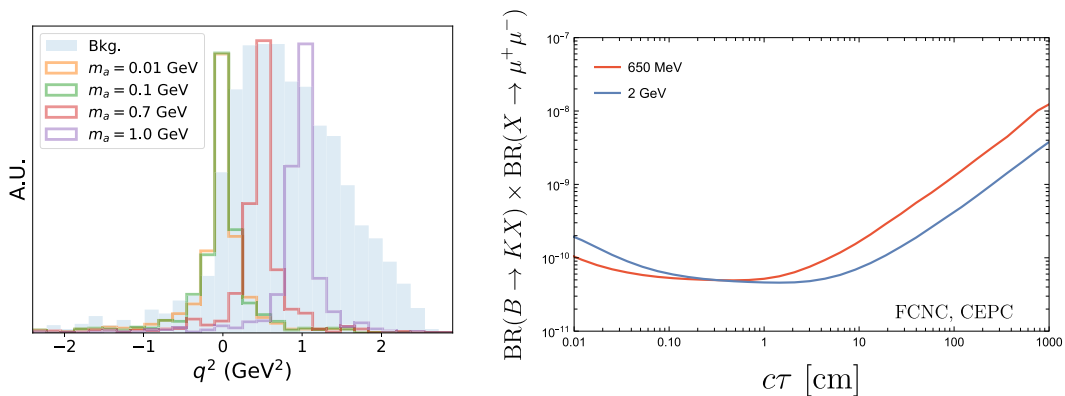 Bkg.
m_a = 0.01 GeV
m_a = 0.1 GeV
m_a = 0.7 GeV
m_a = 1.0 GeV
A.U.
−2 −1 0 1 2
q² (GeV²)
BR(B → KX) × BR(X → μ⁺μ⁻)
10⁻⁷
10⁻⁸
10⁻⁹
10⁻¹⁰
10⁻¹¹
650 MeV
2 GeV
FCNC, CEPC
0.01 0.10 1 10 100 1000
cτ [cm]